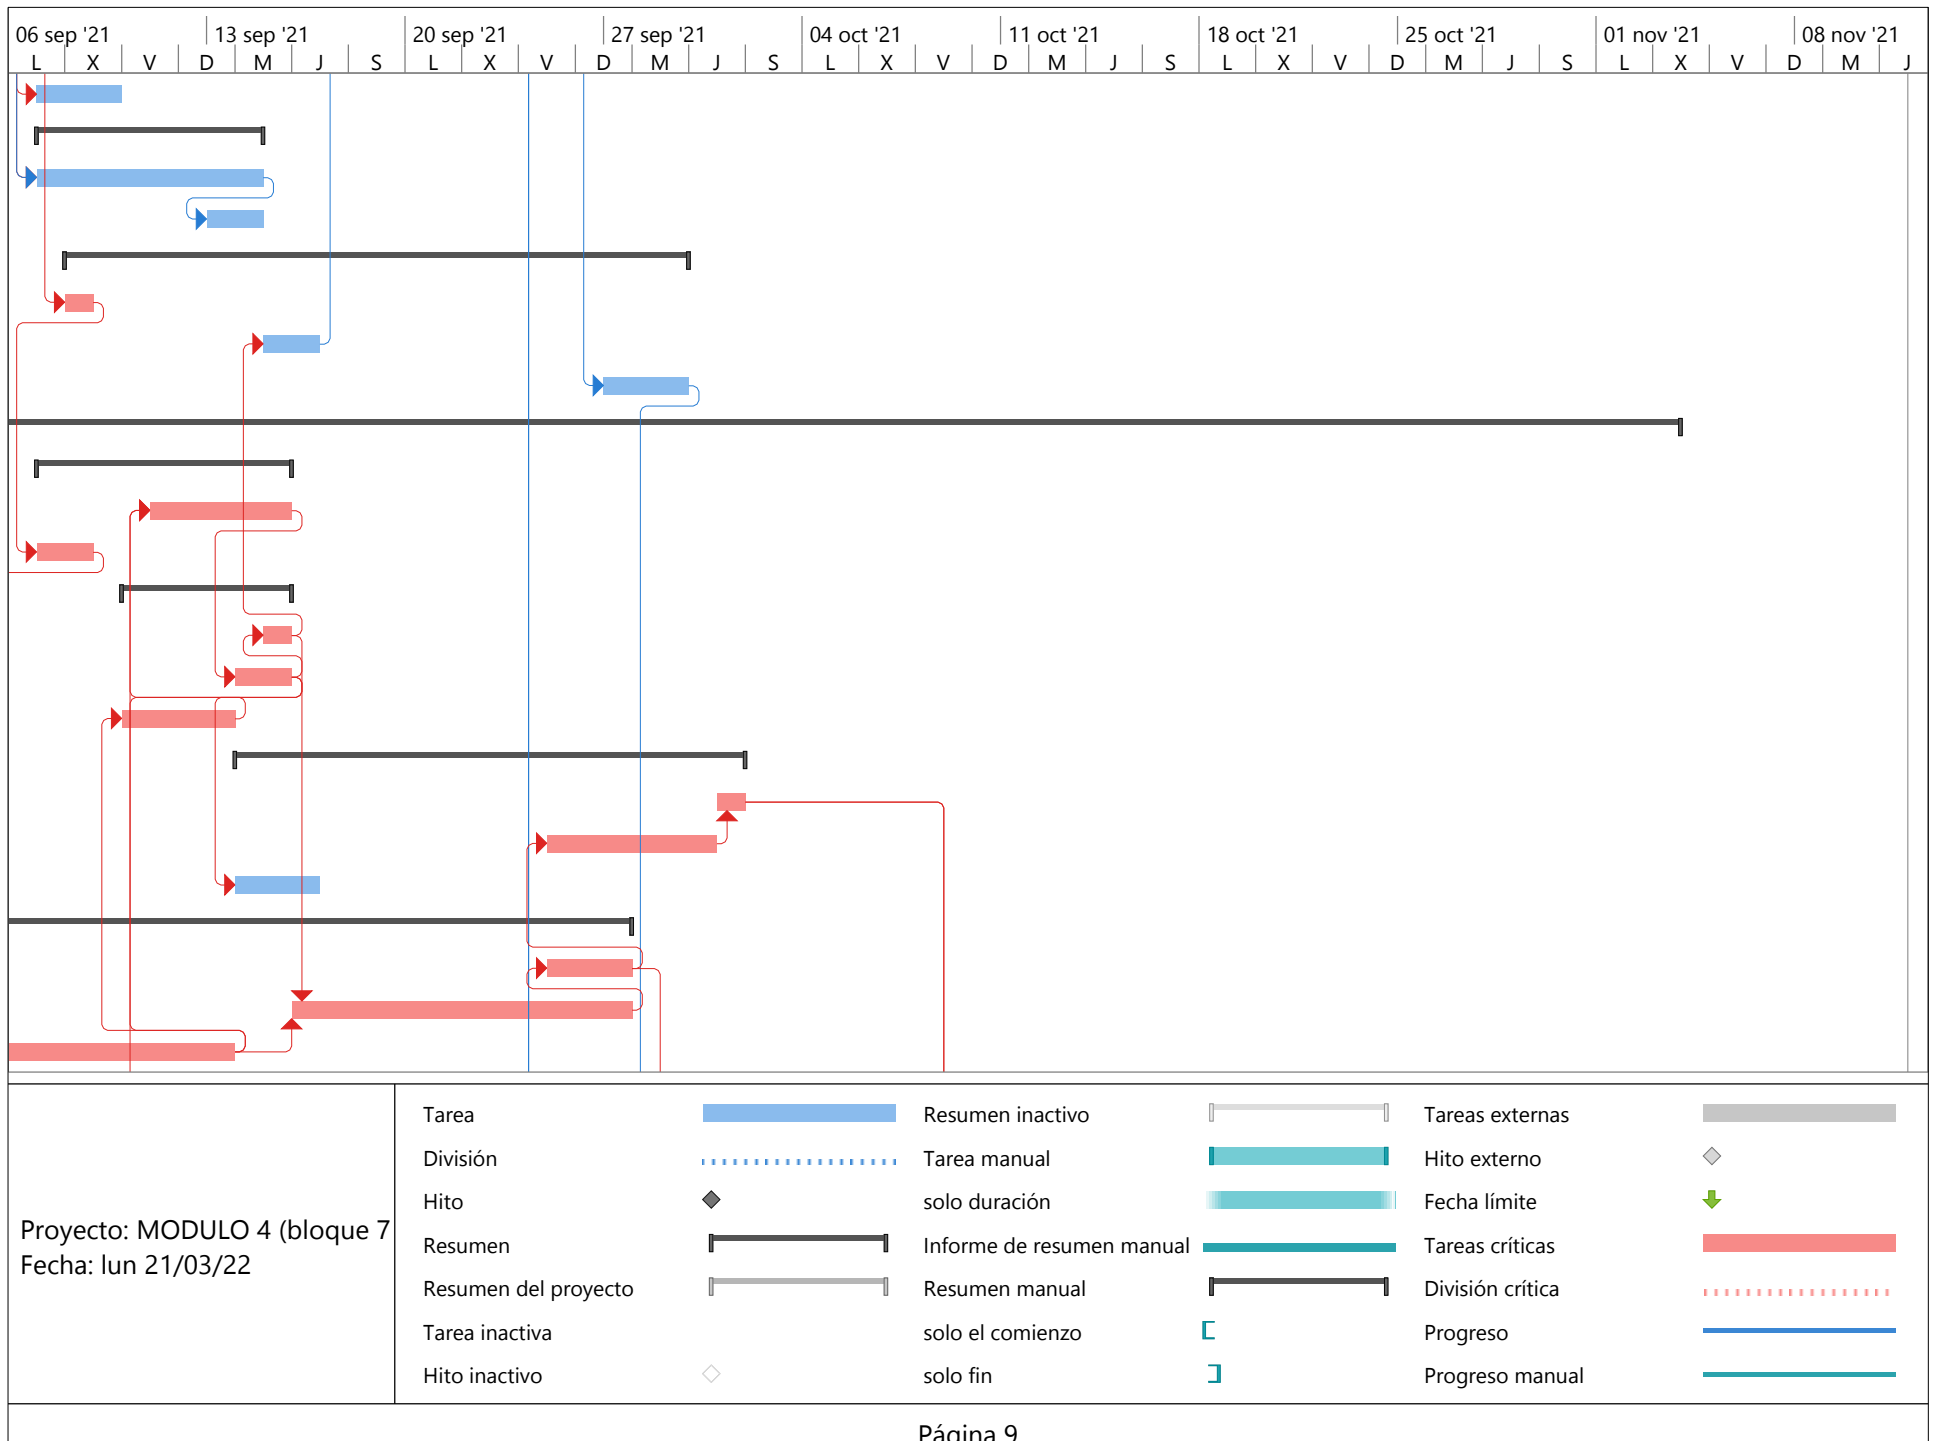 06 sep '21 13 sep '21 20 sep '21 27 sep '21 04 oct '21 11 oct '21 18 oct '21 25 oct '21 01 nov '21 08 nov '21
L X V D M J S L X V D M J S L X V D M J S L X V D M J S L X V D M J
Tarea Resumen inactivo Tareas externas
División Tarea manual Hito externo
Hito solo duración Fecha límite
Proyecto: MODULO 4 (bloque 7
Fecha: lun 21/03/22
Resumen Informe de resumen manual Tareas críticas
Resumen del proyecto Resumen manual División crítica
Tarea inactiva solo el comienzo Progreso
Hito inactivo solo fin Progreso manual
Página 9